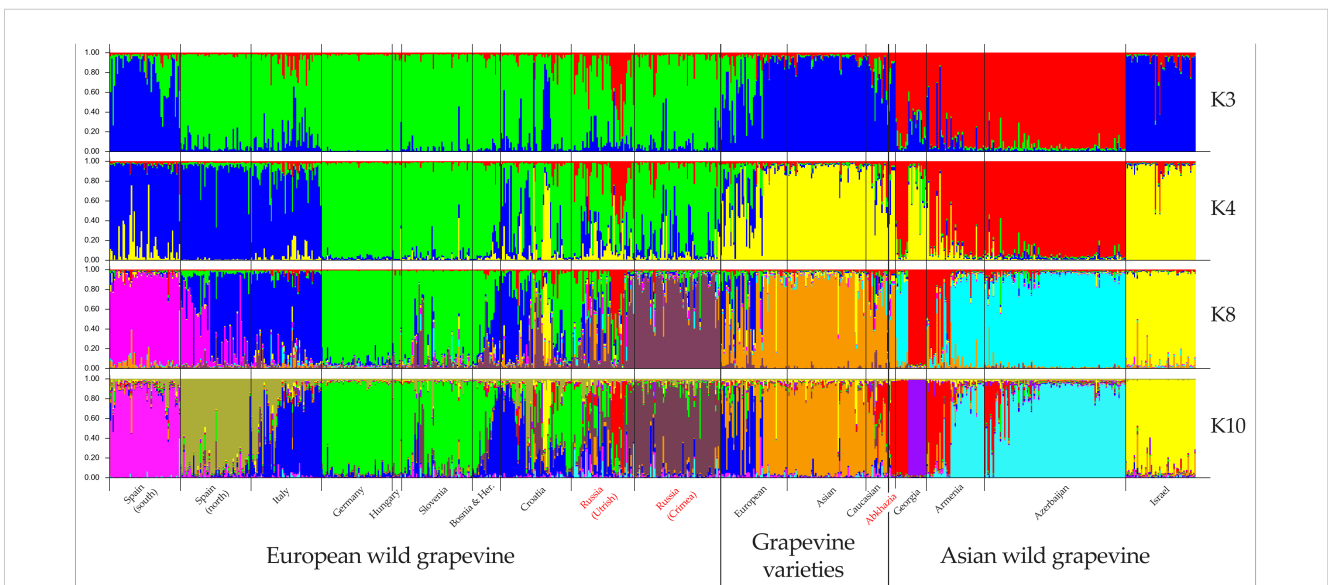 1.00
0.80
0.60
0.40
0.20
0.00
K3
1.00
0.80
0.60
0.40
0.20
0.00
K4
1.00
0.80
0.60
0.40
0.20
0.00
K8
1.00
0.80
0.60
0.40
0.20
0.00
K10
Spain
(south)
Spain
(north)
Italy
Germany
Hungary
Slovenia
Bosnia & Her.
Croatia
Russia
(Utrish)
Russia
(Crimea)
European
Asian
Caucasian
Abkhazia
Georgia
Armenia
Azerbaijan
Israel
European wild grapevine
Grapevine
varieties
Asian wild grapevine